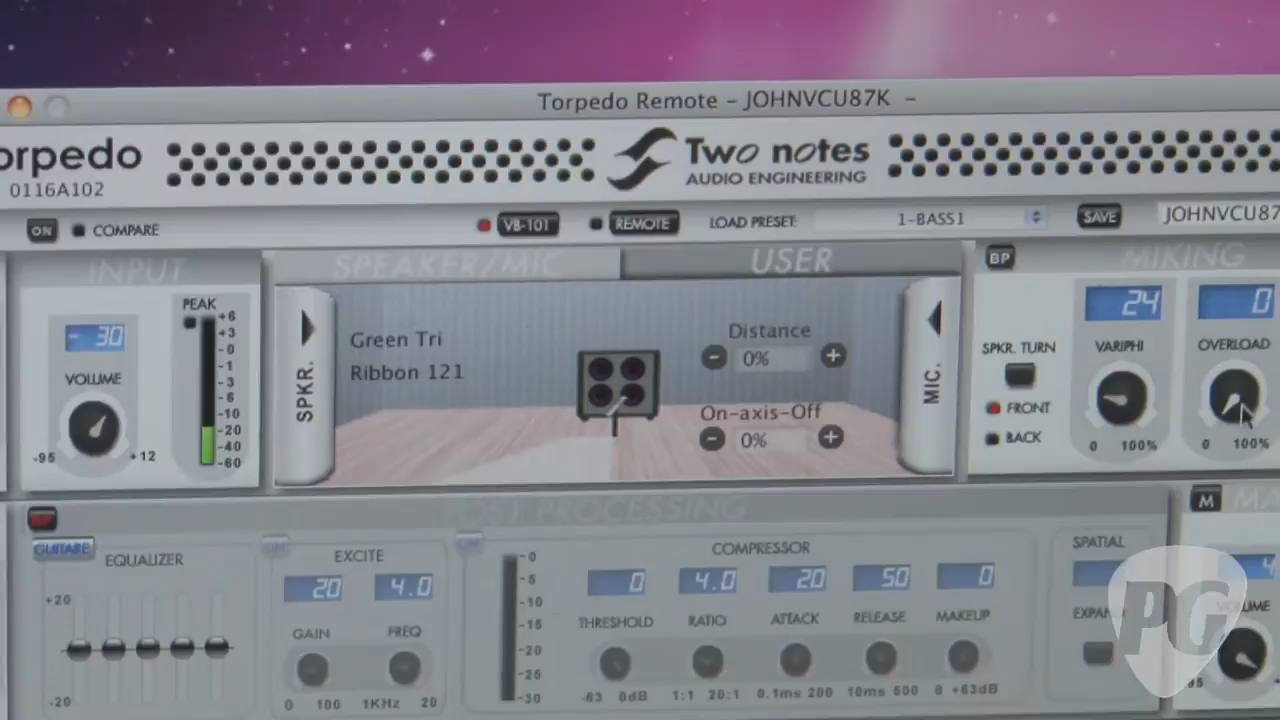 Torpedo Remote - JOHNVCU87K -
orpedo
0116A102
Two notes
AUDIO ENGINEERING
ON COMPARE VB-101 REMOTE LOAD PRESET: 1-BASS1 SAVE JOHNVCU87
INPUT
SPEAKER/MIC
USER
BP
MIKING
- 30
VOLUME
-95 +12
PEAK
+6
+3
-0
-1
-3
-6
-10
-20
-40
-60
SPKR.
Green Tri
Ribbon 121
Distance
- 0% +
On-axis-Off
- 0% +
MIC.
SPKR. TURN
FRONT
BACK
24
VARIPHI
0 100%
0
OVERLOAD
0 100%
POST PROCESSING
M
MA
GUITARE
EQUALIZER
+20
-20
EXCITE
20 4.0
GAIN FREQ
0 100 1KHz 20
-0
-5
-10
-15
-20
-25
-30
COMPRESSOR
0 4.0 20 50 0
THRESHOLD RATIO ATTACK RELEASE MAKEUP
-63 0dB 1:1 20:1 0.1ms 200 10ms 500 0 +63dB
SPATIAL
PG